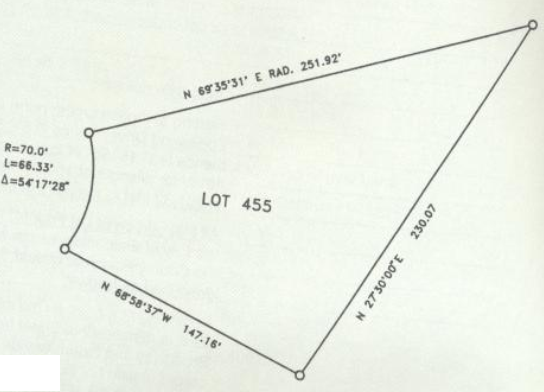 N 69°35'31" E RAD. 251.92'
R=70.0'
L=66.33'
Δ=54°17'28"
LOT 455
N 27°30'00"E 230.07
N 68°58'37"W 147.16'